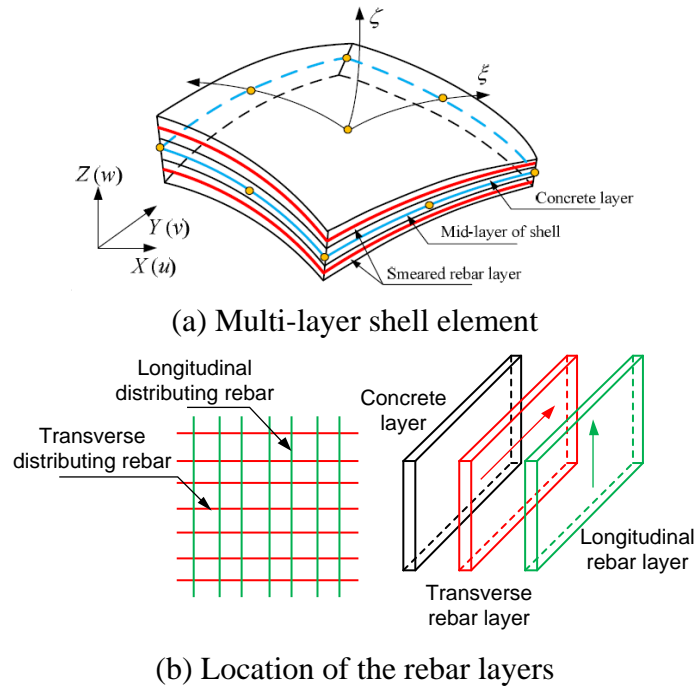 ζ
ξ
Z (w)
Y (v)
X (u)
Concrete layer
Mid-layer of shell
Smeared rebar layer
(a) Multi-layer shell element
Longitudinal
distributing rebar
Transverse
distributing rebar
Concrete
layer
Longitudinal
rebar layer
Transverse
rebar layer
(b) Location of the rebar layers